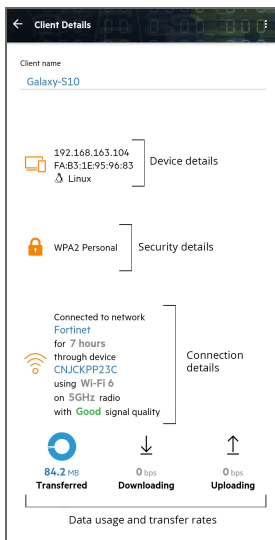 Client Details
Client name
Galaxy-S10
192.168.163.104
FA:B3:1E:95:96:83
Linux
Device details
WPA2 Personal
Security details
Connected to network
Fortinet
for 7 hours
through device
CNJCKPP23C
using Wi-Fi 6
on 5GHz radio
with Good signal quality
Connection
details
84.2 MB
Transferred
0 bps
Downloading
0 bps
Uploading
Data usage and transfer rates